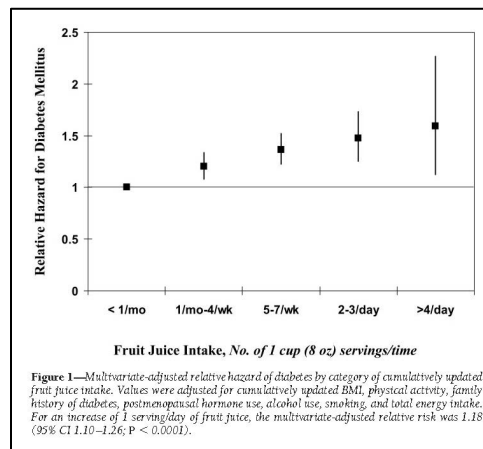 2.5
2
1.5
1
0.5
0
Relative Hazard for Diabetes Mellitus
< 1/mo 1/mo-4/wk 5-7/wk 2-3/day >4/day
Fruit Juice Intake, No. of 1 cup (8 oz) servings/time
Figure 1—Multivariate-adjusted relative hazard of diabetes by category of cumulatively updated
fruit juice intake. Values were adjusted for cumulatively updated BMI, physical activity, family
history of diabetes, postmenopausal hormone use, alcohol use, smoking, and total energy intake.
For an increase of 1 serving/day of fruit juice, the multivariate-adjusted relative risk was 1.18
(95% CI 1.10–1.26; P < 0.0001).